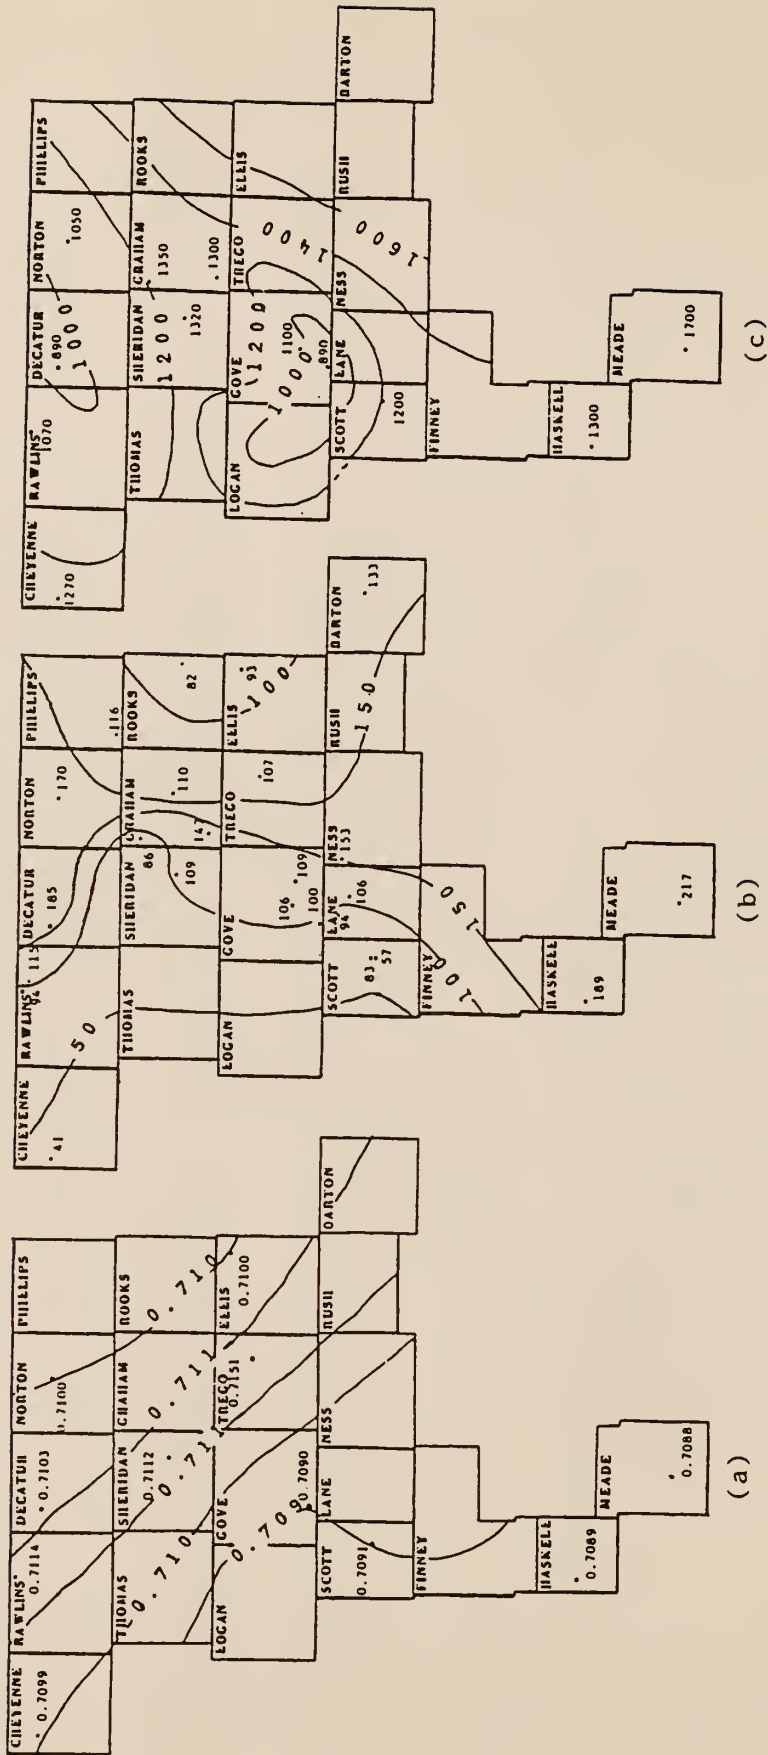 CHEYENNE
1270
RAWLINS
1070
DECATUR
890
1000
NORTON
1050
PHILLIPS
THOMAS
SHERIDAN
1200
1320
GRAHAM
1350
1300
ROOKS
LOGAN
GOVE
1200
1100
1000
890
TREGO
1400
ELLIS
SCOTT
1200
LANE
NESS
1600
RUSH
BARTON
FINNEY
HASKELL
1300
MEADE
1700
(c)
CHEYENNE
41
RAWLINS
94
115
50
DECATUR
185
NORTON
170
PHILLIPS
116
THOMAS
SHERIDAN
86
109
GRAHAM
110
ROOKS
82
LOGAN
GOVE
106
109
100
TREGO
107
ELLIS
93
100
SCOTT
83
57
LANE
94
106
NESS
153
RUSH
150
BARTON
133
FINNEY
100
150
HASKELL
189
MEADE
217
(b)
CHEYENNE
0.7099
RAWLINS
0.7114
DECATUR
0.7103
NORTON
0.7100
PHILLIPS
THOMAS
0.710
SHERIDAN
0.7112
0.711
GRAHAM
0.711
ROOKS
0.710
LOGAN
GOVE
0.709
0.7090
TREGO
0.7151
ELLIS
0.7100
SCOTT
0.7091
LANE
NESS
RUSH
BARTON
FINNEY
HASKELL
0.7089
MEADE
0.7088
(a)